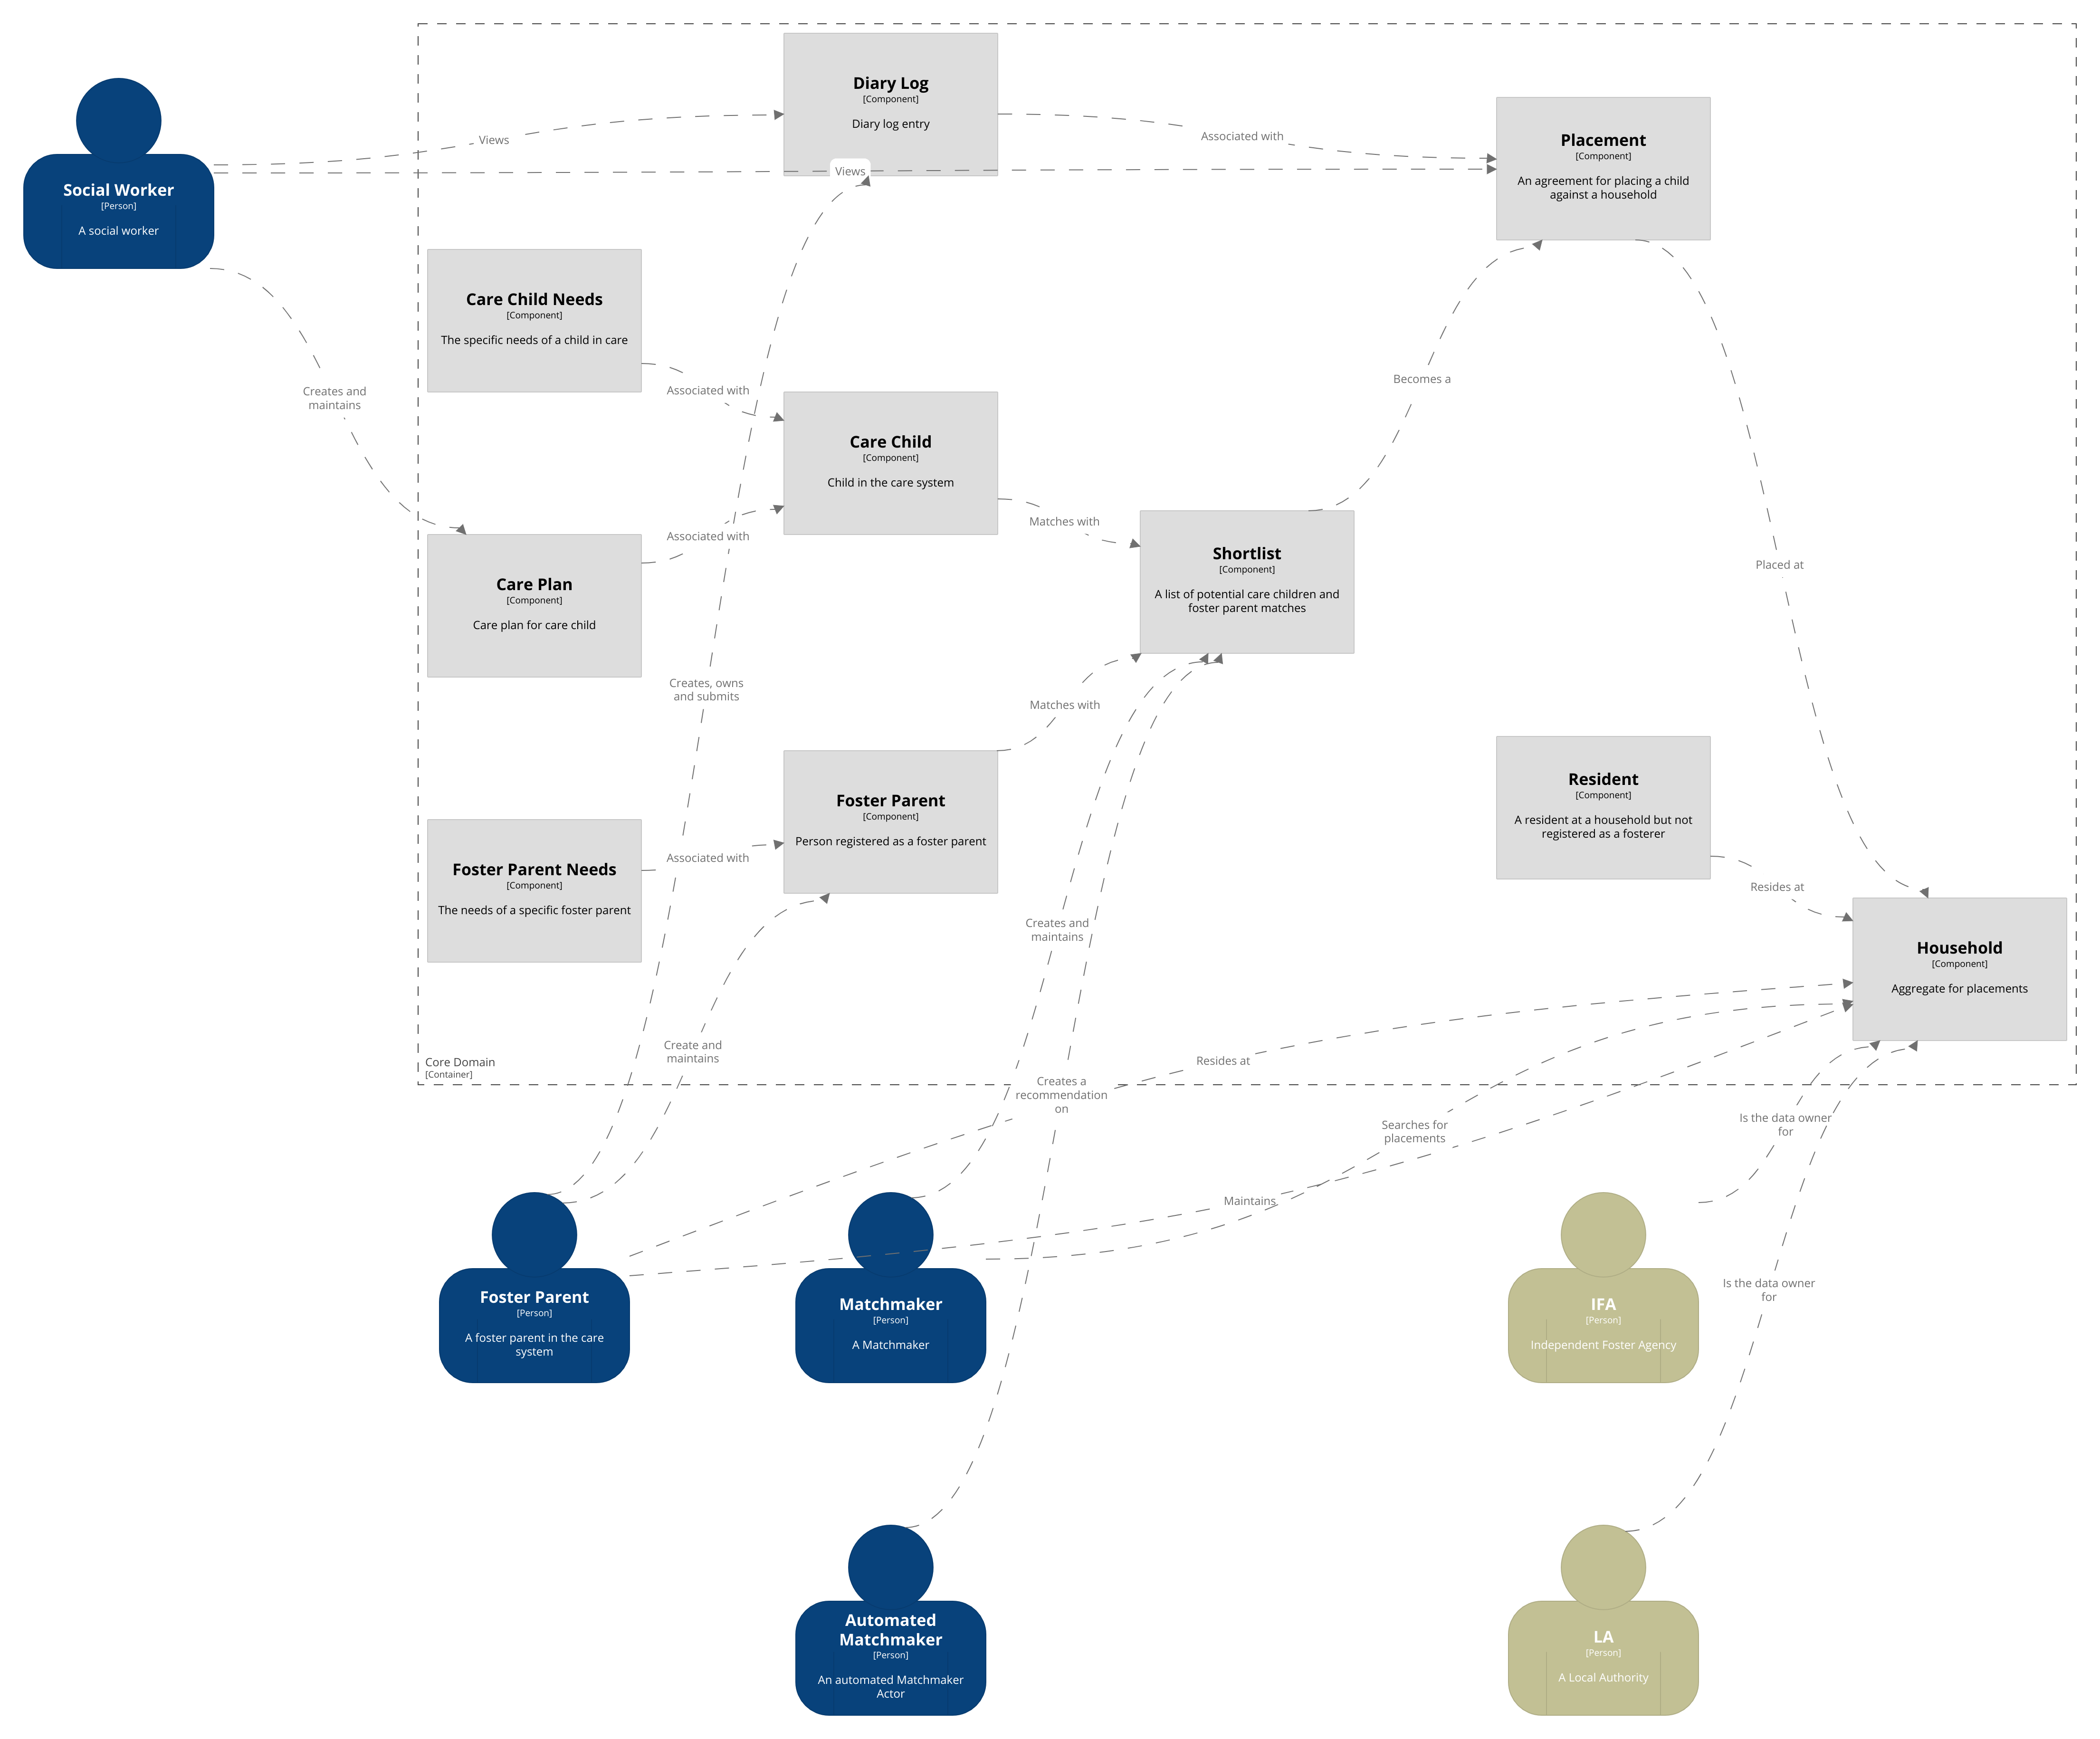 Diary Log
[Component]
Diary log entry
Placement
[Component]
An agreement for placing a child
against a household
Social Worker
[Person]
A social worker
Views
Associated with
Views
Care Child Needs
[Component]
The specific needs of a child in care
Creates and
maintains
Associated with
Becomes a
Care Child
[Component]
Child in the care system
Matches with
Associated with
Shortlist
[Component]
A list of potential care children and
foster parent matches
Placed at
Care Plan
[Component]
Care plan for care child
Creates, owns
and submits
Matches with
Foster Parent
[Component]
Person registered as a foster parent
Resident
[Component]
A resident at a household but not
registered as a fosterer
Associated with
Foster Parent Needs
[Component]
The needs of a specific foster parent
Resides at
Creates and
maintains
Household
[Component]
Aggregate for placements
Create and
maintains
Resides at
Core Domain
[Container]
Creates a
recommendation
on
Searches for
placements
Is the data owner
for
Maintains
Foster Parent
[Person]
A foster parent in the care
system
Matchmaker
[Person]
A Matchmaker
IFA
[Person]
Independent Foster Agency
Is the data owner
for
Automated
Matchmaker
[Person]
An automated Matchmaker
Actor
LA
[Person]
A Local Authority